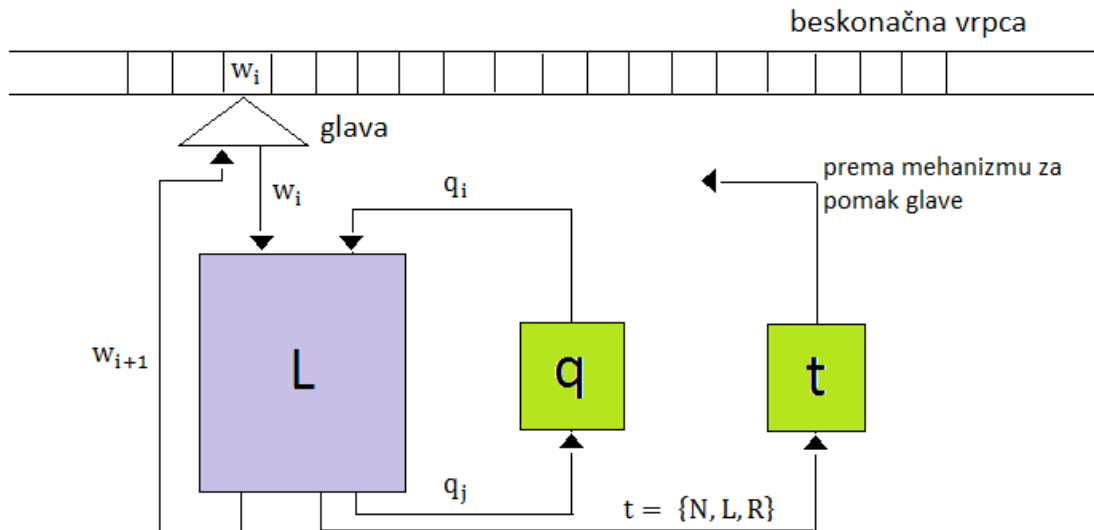 beskonačna vrpca
wᵢ
glava
prema mehanizmu za
pomak glave
qᵢ
wᵢ
wᵢ₊₁
L
q
t
qⱼ
t = {N, L, R}